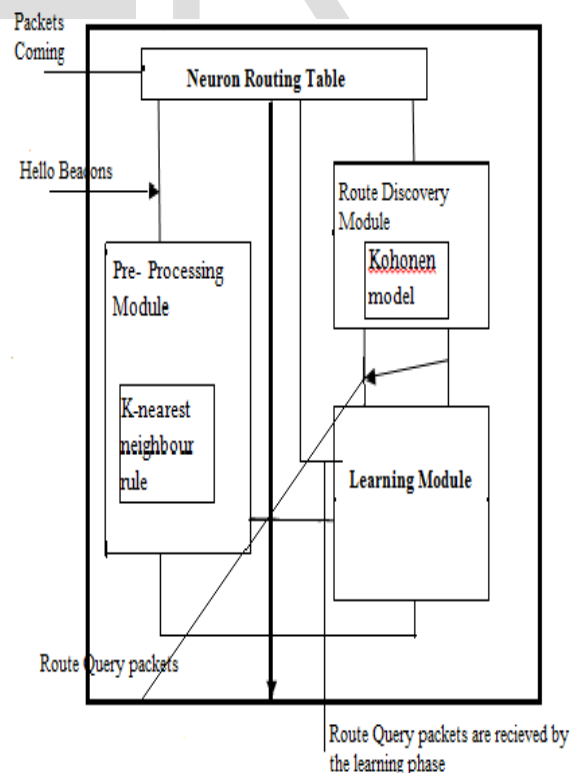 Packets
Coming
Neuron Routing Table
Hello Beacons
Route Discovery
Module
Kohonen
model
Pre- Processing
Module
K-nearest
neighbour
rule
Learning Module
Route Query packets
Route Query packets are recieved by
the learning phase